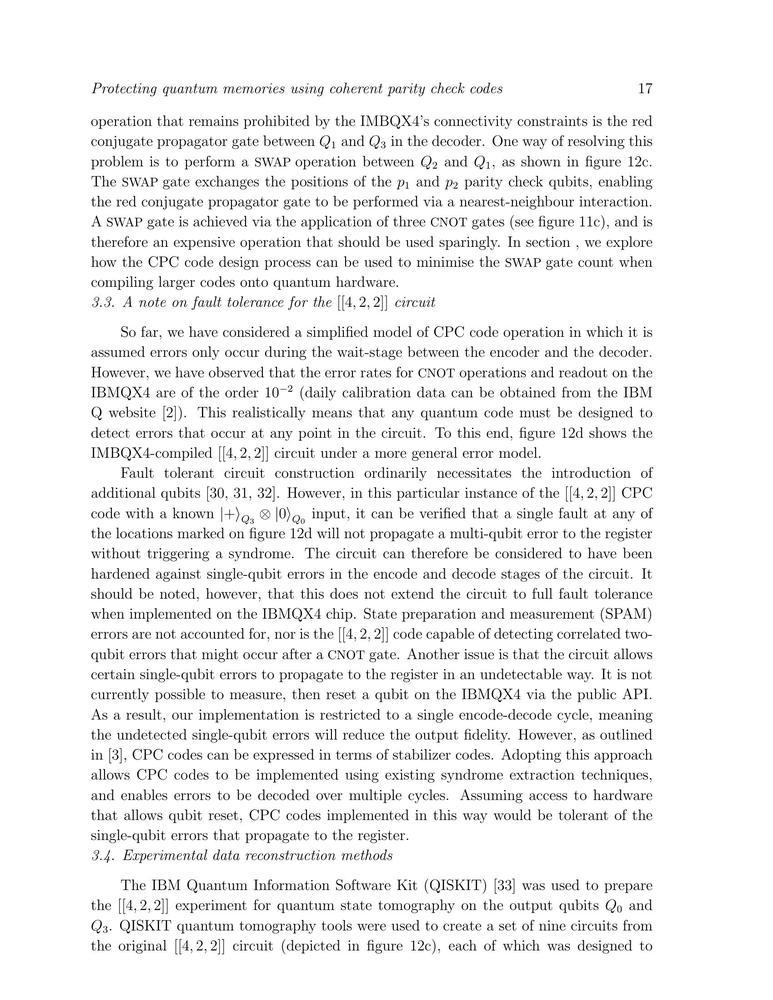 Protecting quantum memories using coherent parity check codes 17
operation that remains prohibited by the IMBQX4's connectivity constraints is the red
conjugate propagator gate between Q₁ and Q₃ in the decoder. One way of resolving this
problem is to perform a SWAP operation between Q₂ and Q₁, as shown in figure 12c.
The SWAP gate exchanges the positions of the p₁ and p₂ parity check qubits, enabling
the red conjugate propagator gate to be performed via a nearest-neighbour interaction.
A SWAP gate is achieved via the application of three CNOT gates (see figure 11c), and is
therefore an expensive operation that should be used sparingly. In section , we explore
how the CPC code design process can be used to minimise the SWAP gate count when
compiling larger codes onto quantum hardware.
3.3. A note on fault tolerance for the [[4, 2, 2]] circuit
So far, we have considered a simplified model of CPC code operation in which it is
assumed errors only occur during the wait-stage between the encoder and the decoder.
However, we have observed that the error rates for CNOT operations and readout on the
IBMQX4 are of the order 10⁻² (daily calibration data can be obtained from the IBM
Q website [2]). This realistically means that any quantum code must be designed to
detect errors that occur at any point in the circuit. To this end, figure 12d shows the
IMBQX4-compiled [[4, 2, 2]] circuit under a more general error model.
Fault tolerant circuit construction ordinarily necessitates the introduction of
additional qubits [30, 31, 32]. However, in this particular instance of the [[4, 2, 2]] CPC
code with a known |+⟩_Q₃ ⊗ |0⟩_Q₀ input, it can be verified that a single fault at any of
the locations marked on figure 12d will not propagate a multi-qubit error to the register
without triggering a syndrome. The circuit can therefore be considered to have been
hardened against single-qubit errors in the encode and decode stages of the circuit. It
should be noted, however, that this does not extend the circuit to full fault tolerance
when implemented on the IBMQX4 chip. State preparation and measurement (SPAM)
errors are not accounted for, nor is the [[4, 2, 2]] code capable of detecting correlated two-
qubit errors that might occur after a CNOT gate. Another issue is that the circuit allows
certain single-qubit errors to propagate to the register in an undetectable way. It is not
currently possible to measure, then reset a qubit on the IBMQX4 via the public API.
As a result, our implementation is restricted to a single encode-decode cycle, meaning
the undetected single-qubit errors will reduce the output fidelity. However, as outlined
in [3], CPC codes can be expressed in terms of stabilizer codes. Adopting this approach
allows CPC codes to be implemented using existing syndrome extraction techniques,
and enables errors to be decoded over multiple cycles. Assuming access to hardware
that allows qubit reset, CPC codes implemented in this way would be tolerant of the
single-qubit errors that propagate to the register.
3.4. Experimental data reconstruction methods
The IBM Quantum Information Software Kit (QISKIT) [33] was used to prepare
the [[4, 2, 2]] experiment for quantum state tomography on the output qubits Q₀ and
Q₃. QISKIT quantum tomography tools were used to create a set of nine circuits from
the original [[4, 2, 2]] circuit (depicted in figure 12c), each of which was designed to